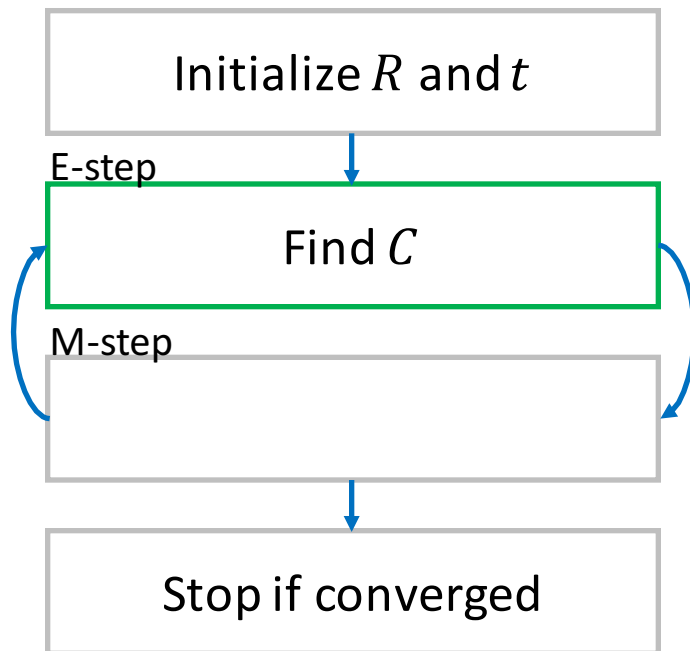 Initialize R and t
E-step
Find C
M-step
Stop if converged